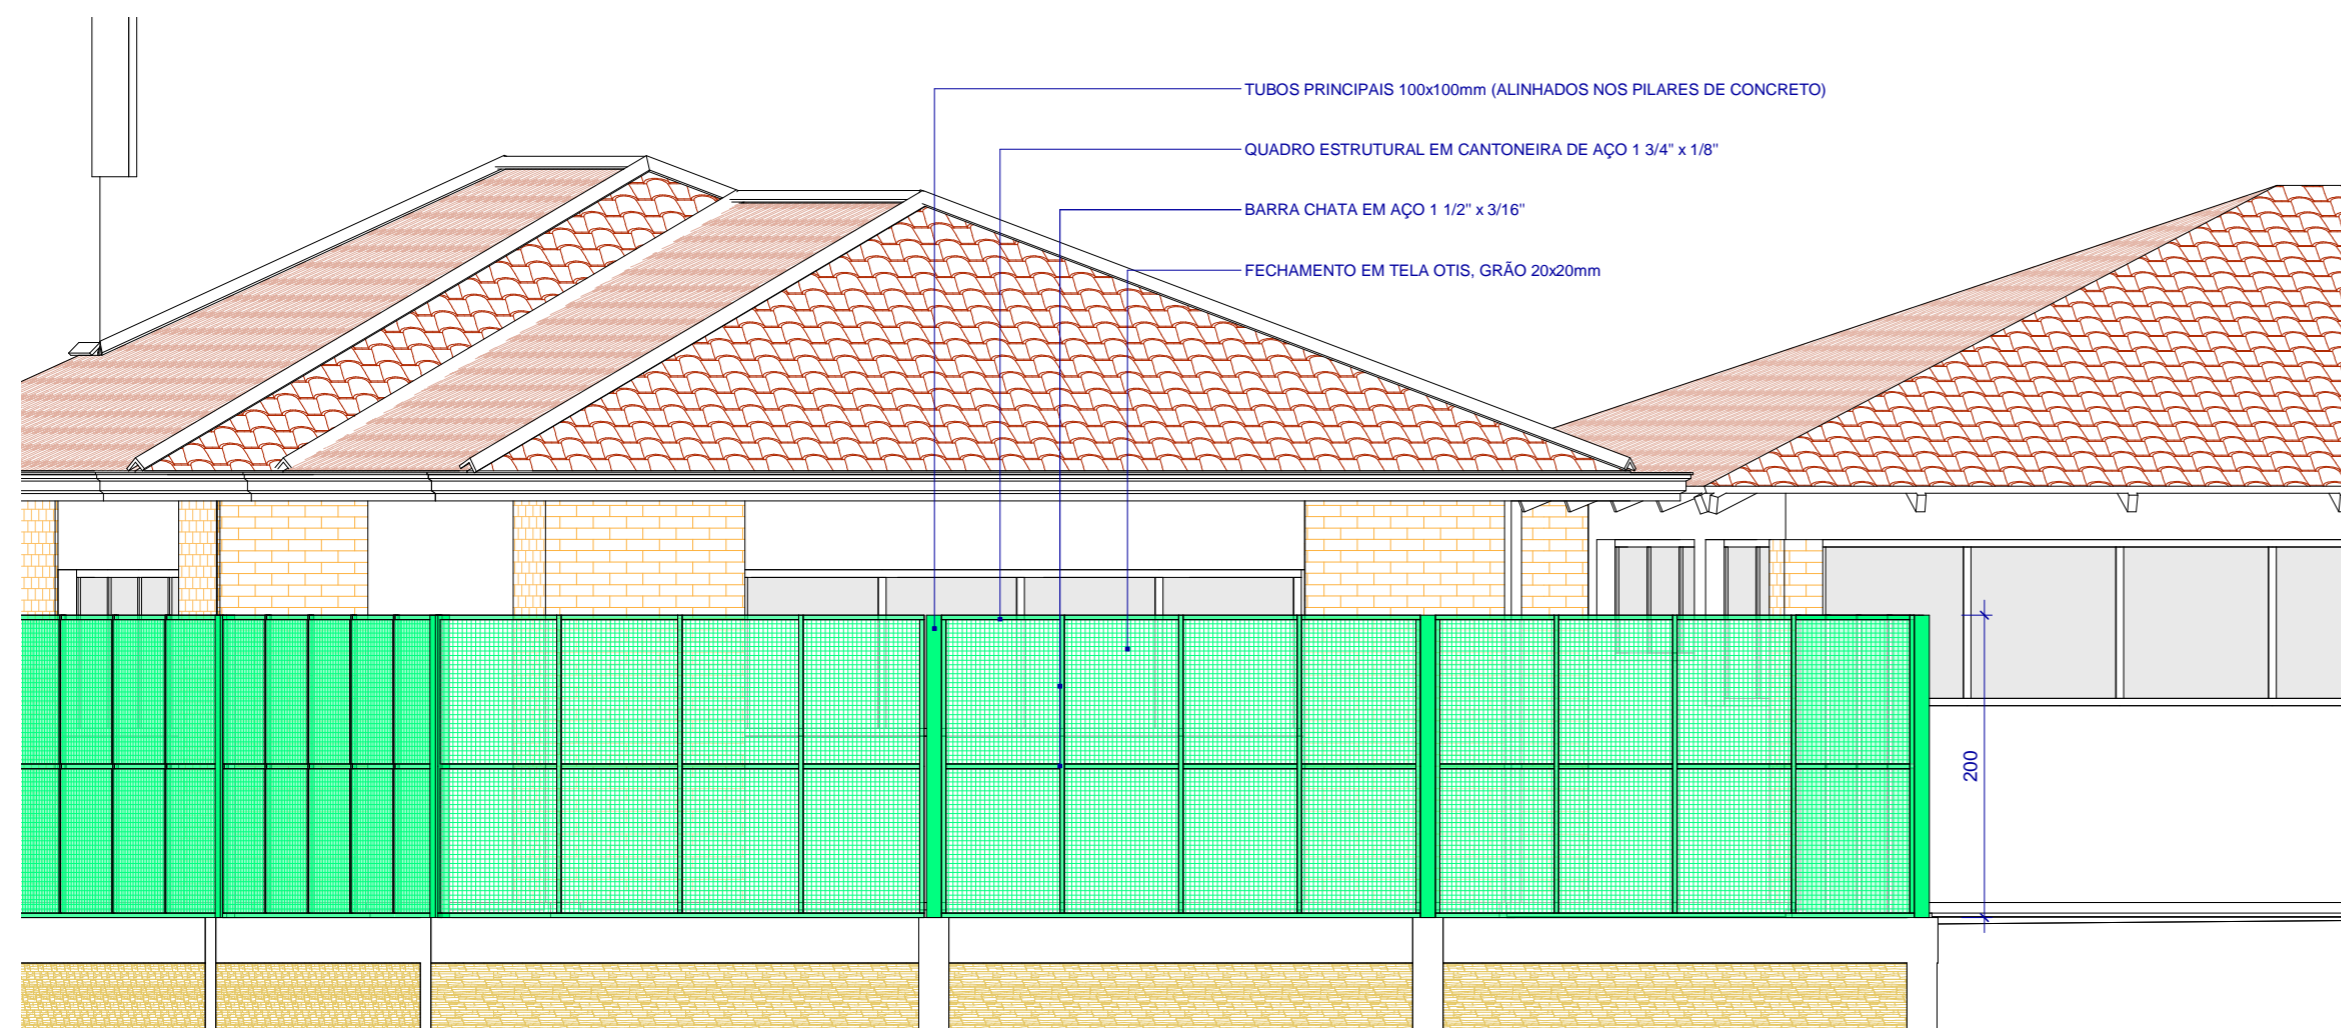 TUBOS PRINCIPAIS 100x100mm (ALINHADOS NOS PILARES DE CONCRETO)
QUADRO ESTRUTURAL EM CANTONEIRA DE AÇO 1 3/4" x 1/8"
BARRA CHATA EM AÇO 1 1/2" x 3/16"
FECHAMENTO EM TELA OTIS, GRÃO 20x20mm
200